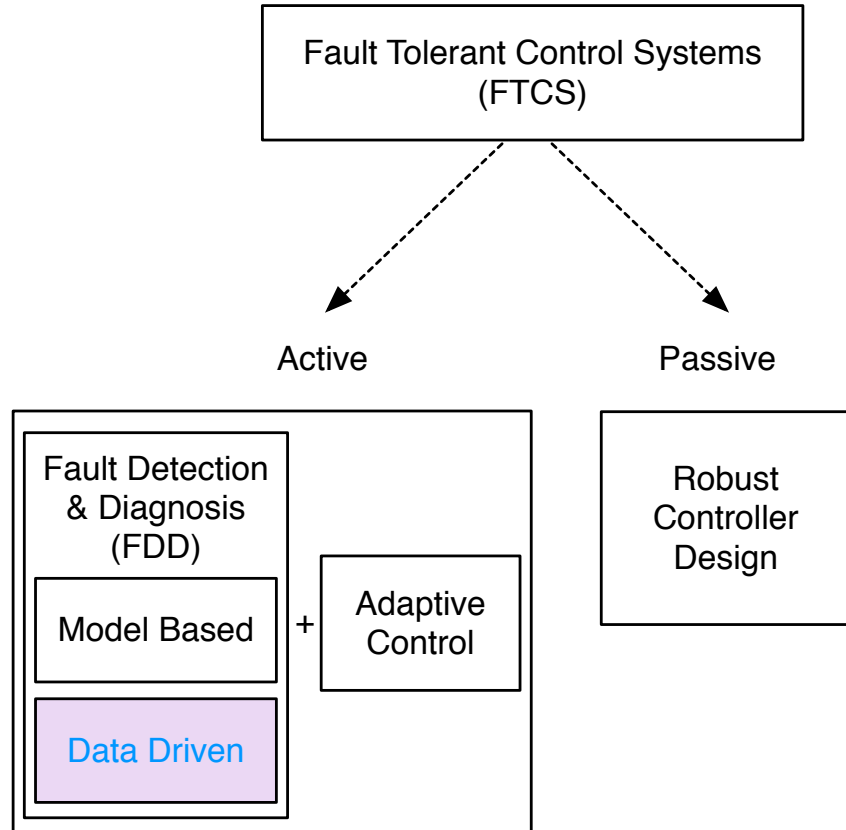 Fault Tolerant Control Systems
(FTCS)
Active
Passive
Fault Detection
& Diagnosis
(FDD)
Model Based
Data Driven
+
Adaptive
Control
Robust
Controller
Design